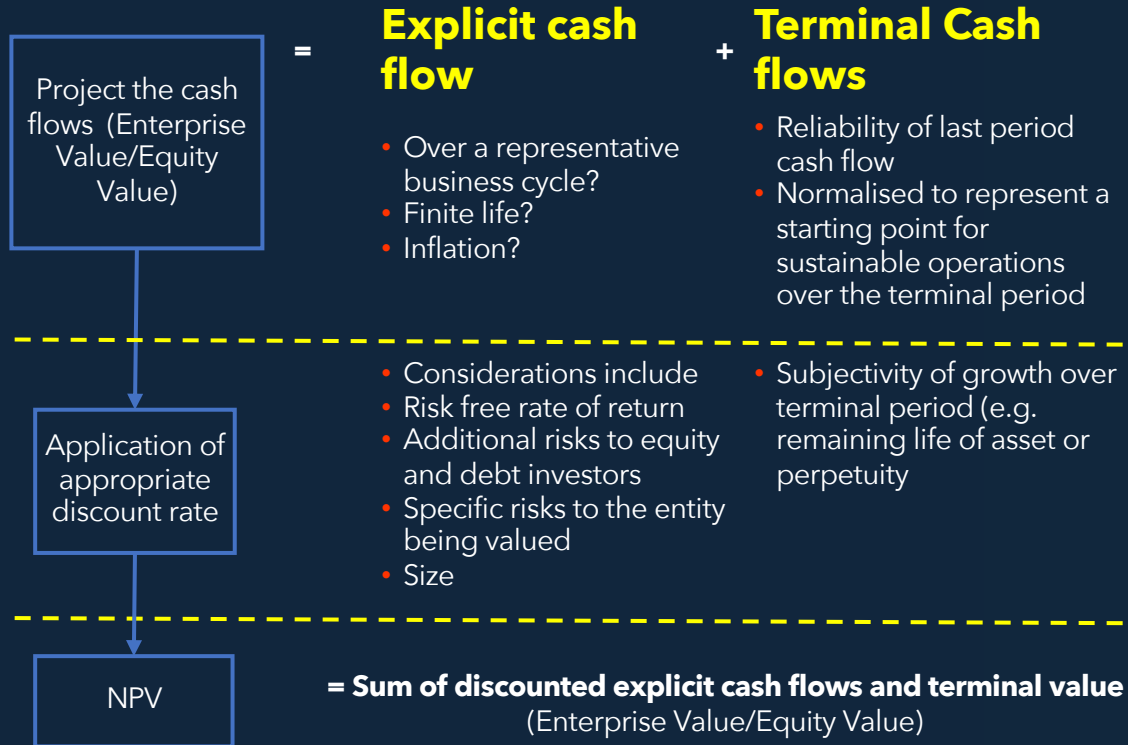 Project the cash
flows (Enterprise
Value/Equity
Value)
=
Explicit cash
flow
+
Terminal Cash
flows
• Over a representative
business cycle?
• Finite life?
• Inflation?
• Reliability of last period
cash flow
• Normalised to represent a
starting point for
sustainable operations
over the terminal period
Application of
appropriate
discount rate
• Considerations include
• Risk free rate of return
• Additional risks to equity
and debt investors
• Specific risks to the entity
being valued
• Size
• Subjectivity of growth over
terminal period (e.g.
remaining life of asset or
perpetuity
NPV
= Sum of discounted explicit cash flows and terminal value
(Enterprise Value/Equity Value)